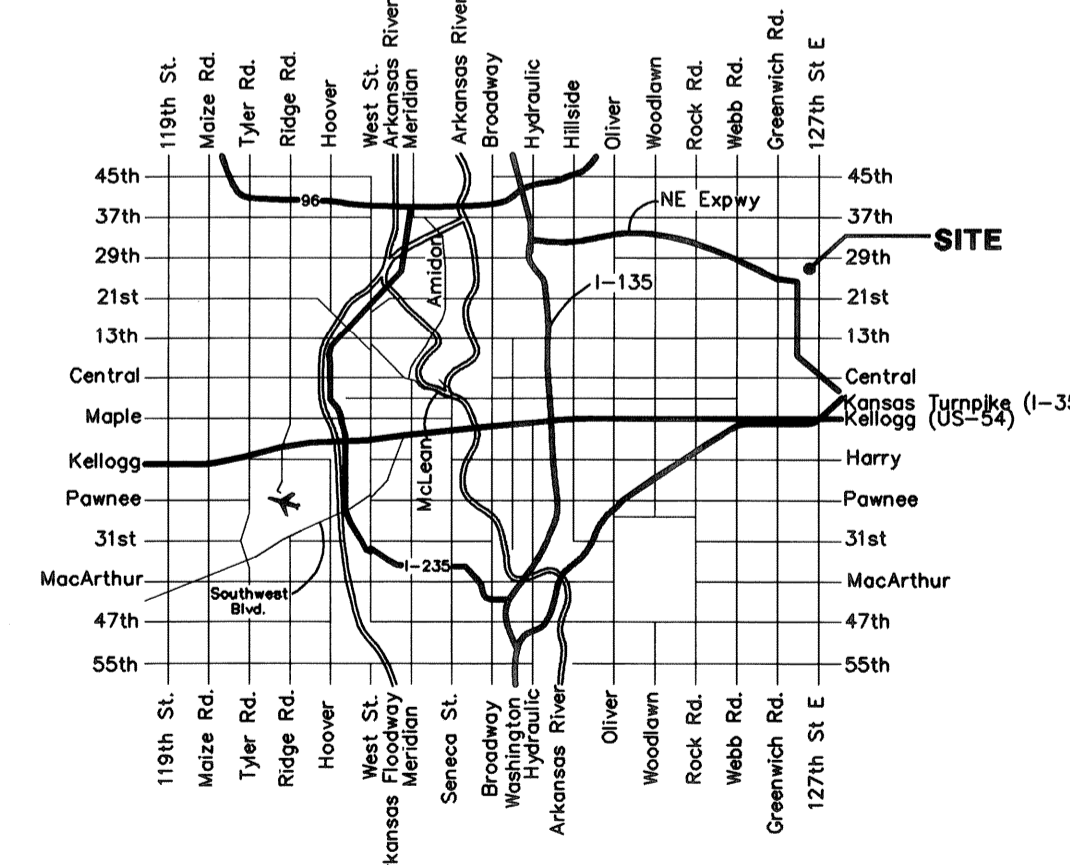 119th St.
Maize Rd.
Tyler Rd.
Ridge Rd.
Hoover
West St.
Arkansas River
Meridian
Arkansas River
Broadway
Hydraulic
Hillside
Oliver
Woodlawn
Rock Rd.
Webb Rd.
Greenwich Rd.
127th St E
45th
37th
29th
21st
13th
Central
Maple
Kellogg
Pawnee
31st
MacArthur
47th
55th
96
NE Expwy
SITE
I-135
Amidon
McLean
I-235
Southwest
Blvd.
45th
37th
29th
21st
13th
Central
Kansas Turnpike (I-35
Kellogg (US-54)
Harry
Pawnee
31st
MacArthur
47th
55th
119th St.
Maize Rd.
Tyler Rd.
Ridge Rd.
Hoover
West St.
kansas Floodway
Meridian
Seneca St.
Broadway
Washington
Hydraulic
Arkansas River
Oliver
Woodlawn
Rock Rd.
Webb Rd.
Greenwich Rd.
127th St E